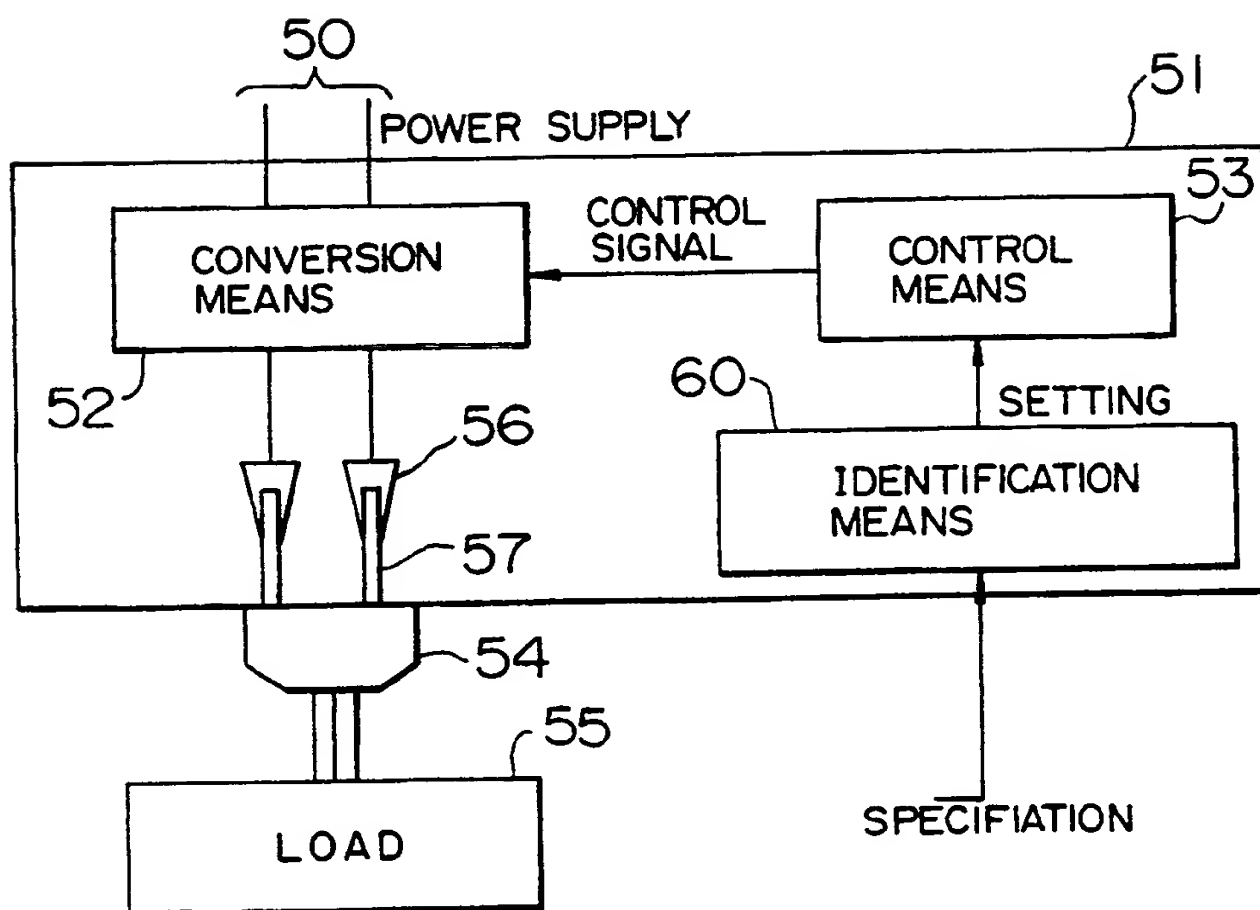 50
POWER SUPPLY
51
CONVERSION
MEANS
CONTROL
SIGNAL
53
CONTROL
MEANS
52
60
SETTING
56
IDENTIFICATION
MEANS
57
54
55
LOAD
SPECIFIATION